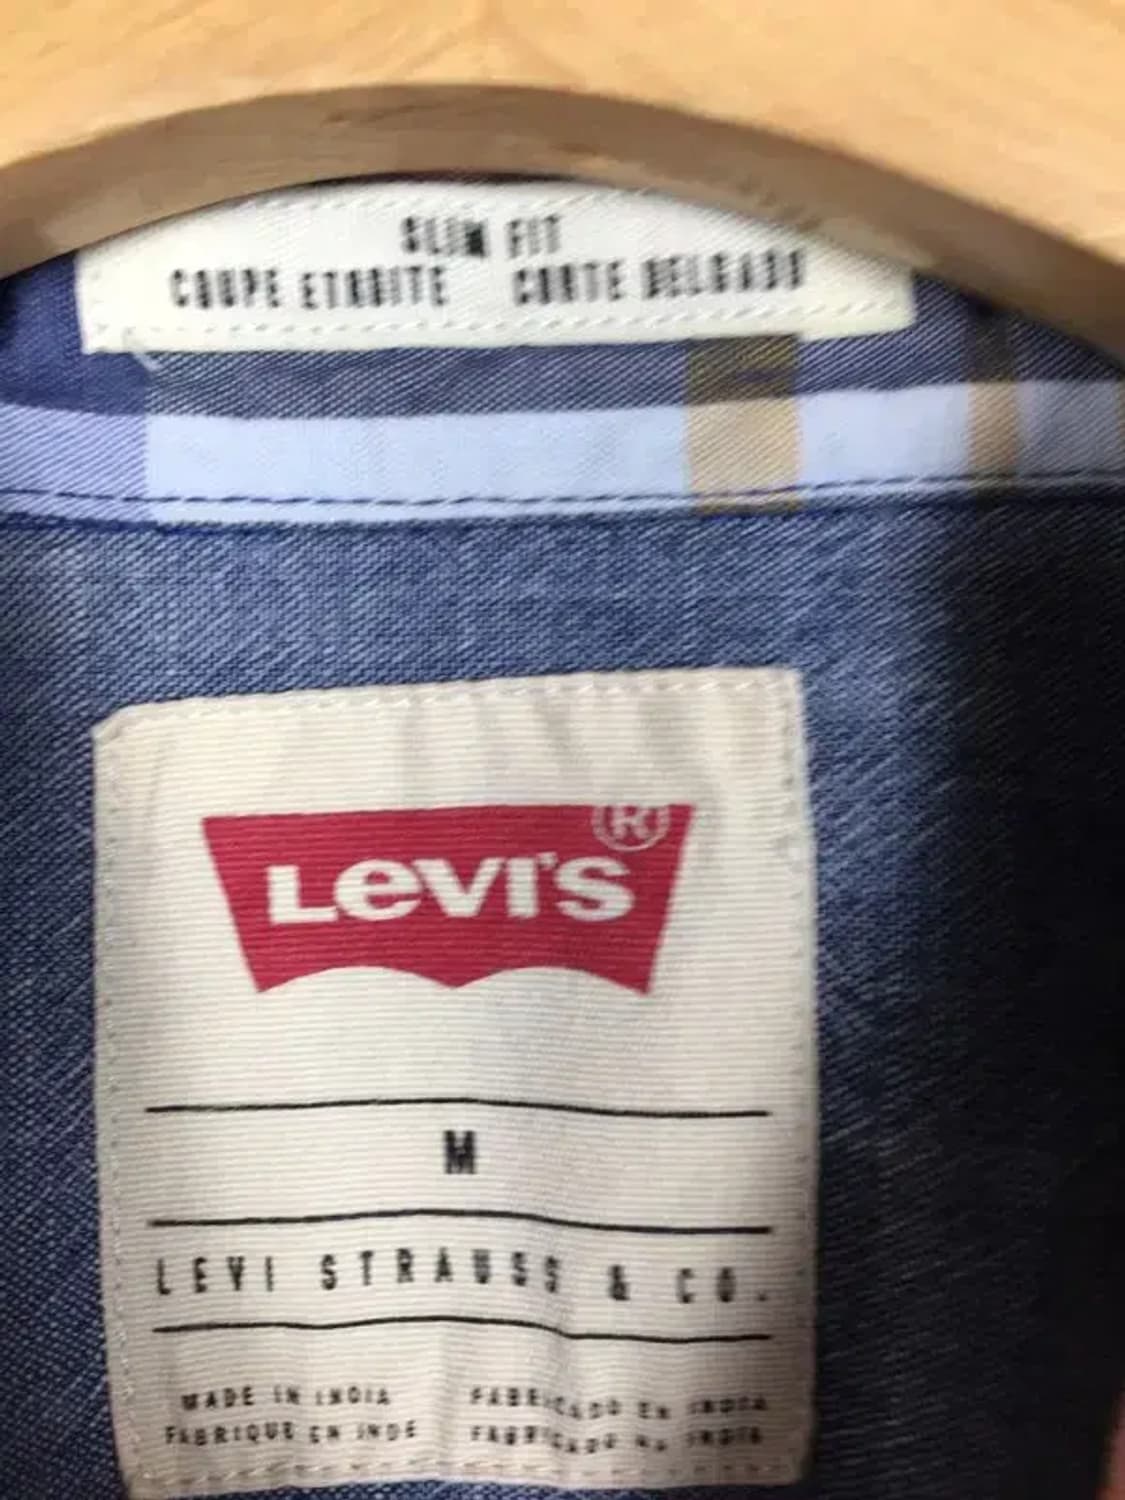 SLIM FIT
COUPE ETROITE CORTE DELGADO
LEVI'S ®
M
LEVI STRAUSS & CO.
MADE IN INDIA FABRICADO EN INDIA
FABRIQUE EN INDE FABRICADO NA INDIA